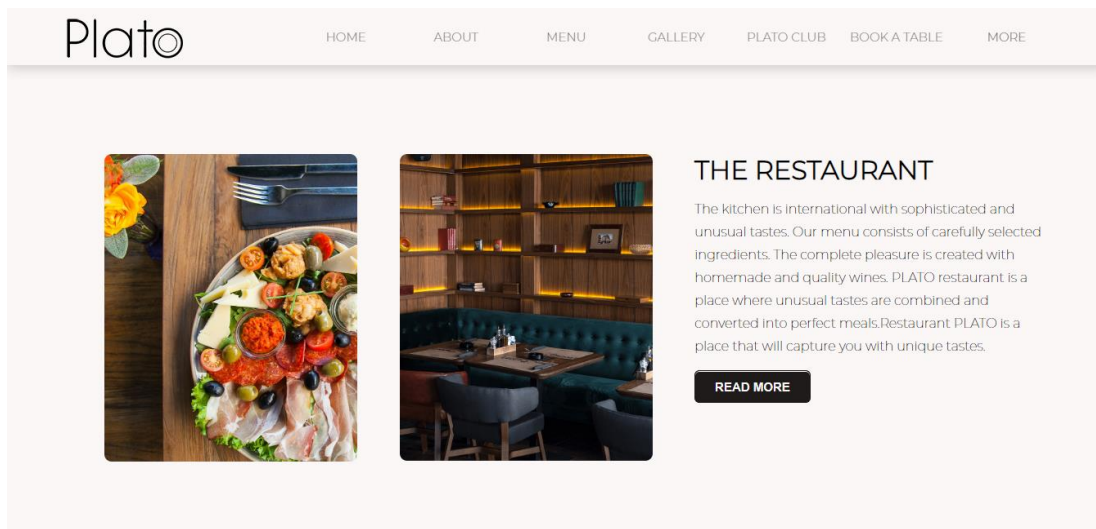 Plato
HOME ABOUT MENU GALLERY PLATO CLUB BOOK A TABLE MORE
THE RESTAURANT
The kitchen is international with sophisticated and
unusual tastes. Our menu consists of carefully selected
ingredients. The complete pleasure is created with
homemade and quality wines. PLATO restaurant is a
place where unusual tastes are combined and
converted into perfect meals.Restaurant PLATO is a
place that will capture you with unique tastes.
READ MORE